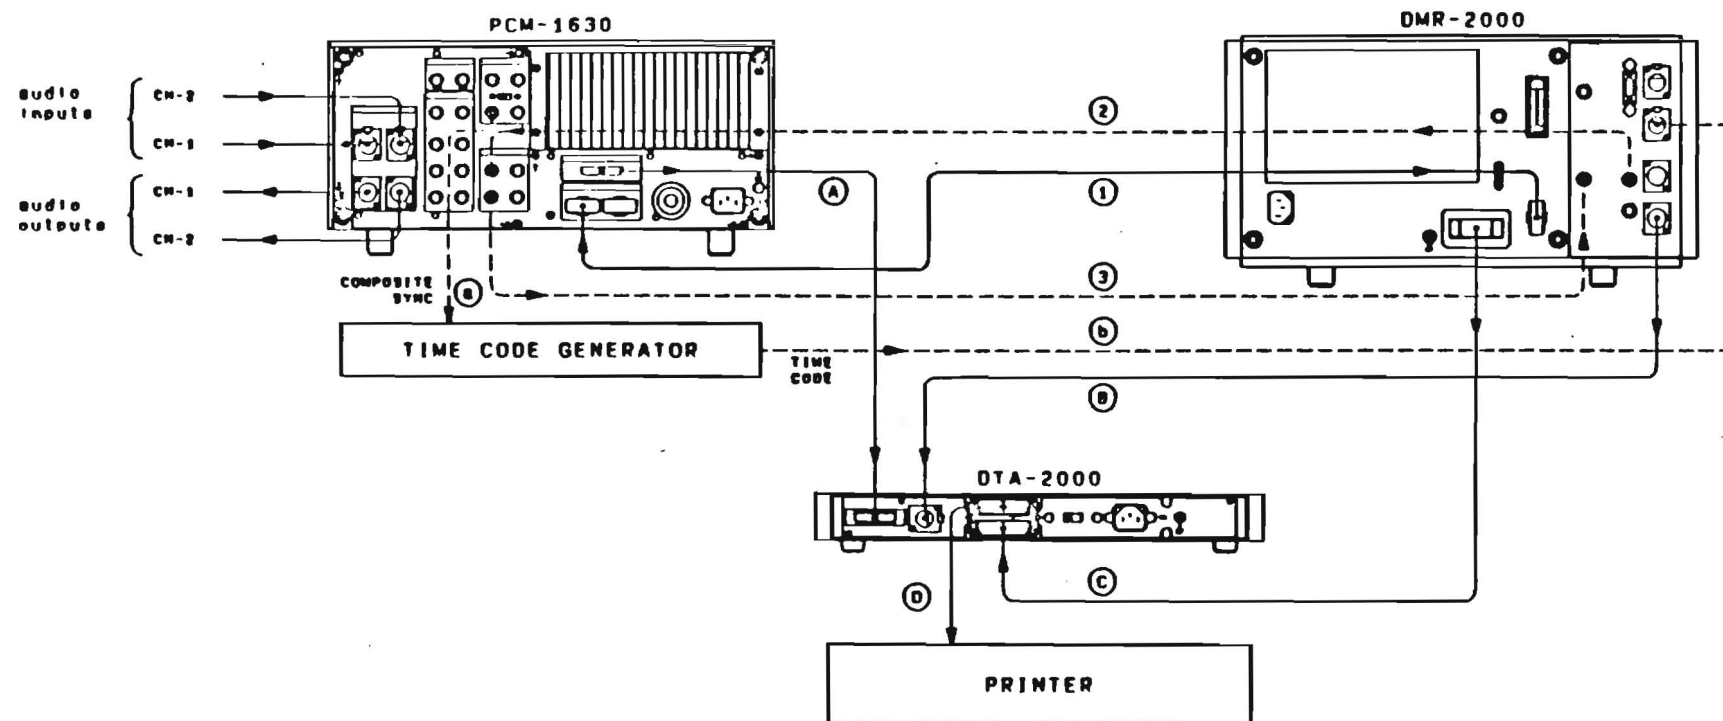 PCM-1630
DMR-2000
audio
inputs
CH-2
CH-1
audio
outputs
CH-1
CH-2
2
A
1
COMPOSITE
SYNC
a
3
TIME CODE GENERATOR
TIME
CODE
b
B
DTA-2000
C
D
PRINTER